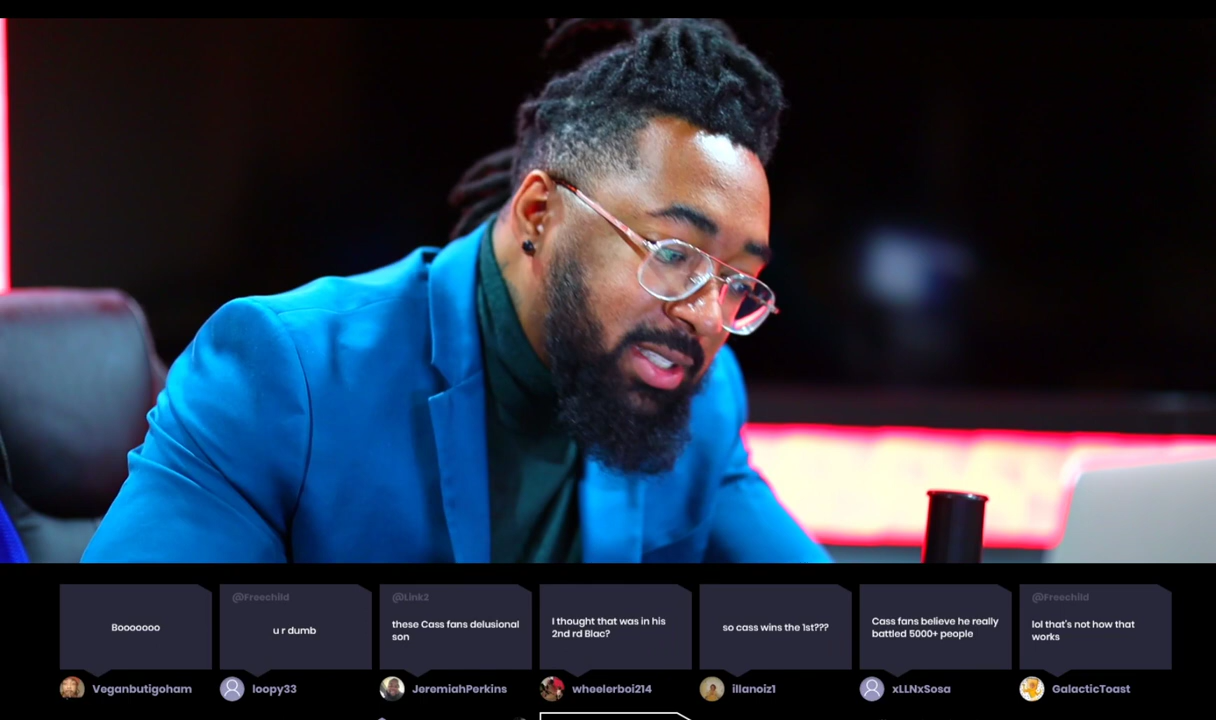 Booooooo
@Freechild
u r dumb
@Link2
these Cass fans delusional
son
I thought that was in his
2nd rd Blac?
so cass wins the 1st???
Cass fans believe he really
battled 5000+ people
@Freechild
lol that's not how that
works
Veganbutigoham
loopy33
JeremiahPerkins
wheelerboi214
illanoiz1
xLLNxSosa
GalacticToast